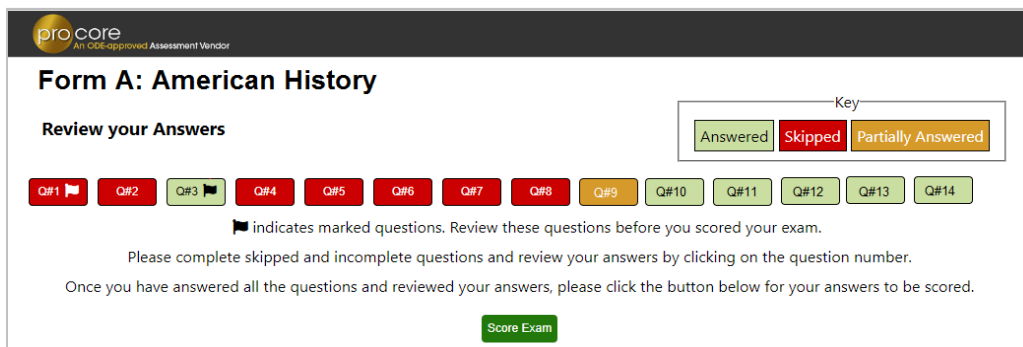 procore
An ODE-approved Assessment Vendor
Form A: American History
Key
Review your Answers
Answered Skipped Partially Answered
Q#1 Q#2 Q#3 Q#4 Q#5 Q#6 Q#7 Q#8 Q#9 Q#10 Q#11 Q#12 Q#13 Q#14
indicates marked questions. Review these questions before you scored your exam.
Please complete skipped and incomplete questions and review your answers by clicking on the question number.
Once you have answered all the questions and reviewed your answers, please click the button below for your answers to be scored.
Score Exam